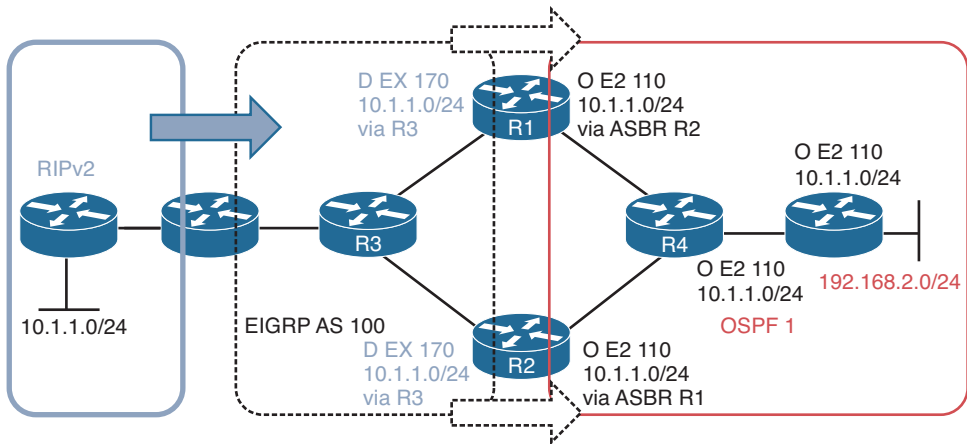 RIPv2
10.1.1.0/24
EIGRP AS 100
R3
D EX 170
10.1.1.0/24
via R3
R1
O E2 110
10.1.1.0/24
via ASBR R2
D EX 170
10.1.1.0/24
via R3
R2
O E2 110
10.1.1.0/24
via ASBR R1
R4
O E2 110
10.1.1.0/24
O E2 110
10.1.1.0/24
192.168.2.0/24
OSPF 1